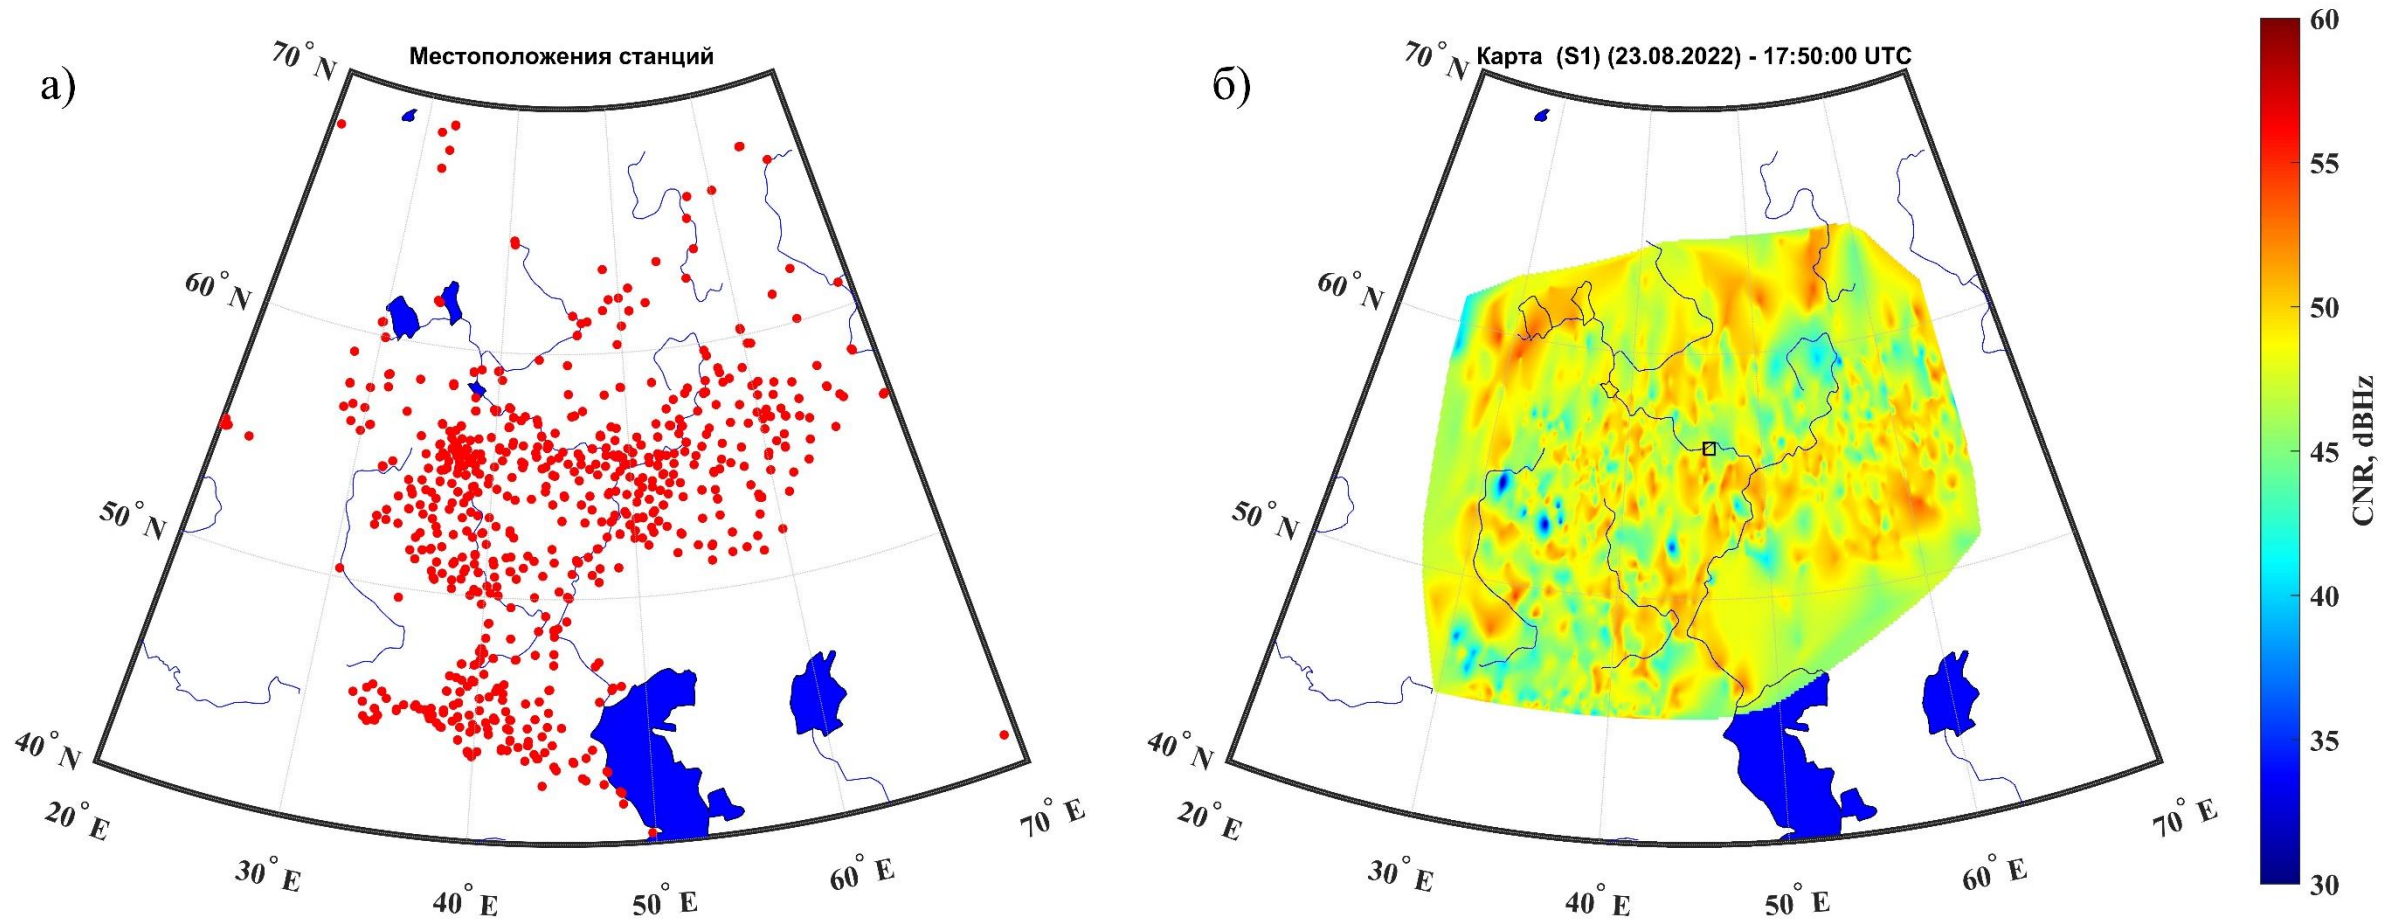 а)
Местоположения станций
70° N
60° N
50° N
40° N
20° E
30° E
40° E
50° E
60° E
70° E
б)
Карта (S1) (23.08.2022) - 17:50:00 UTC
70° N
60° N
50° N
40° N
20° E
30° E
40° E
50° E
60° E
70° E
60
55
50
45
40
35
30
CNR, dBHz